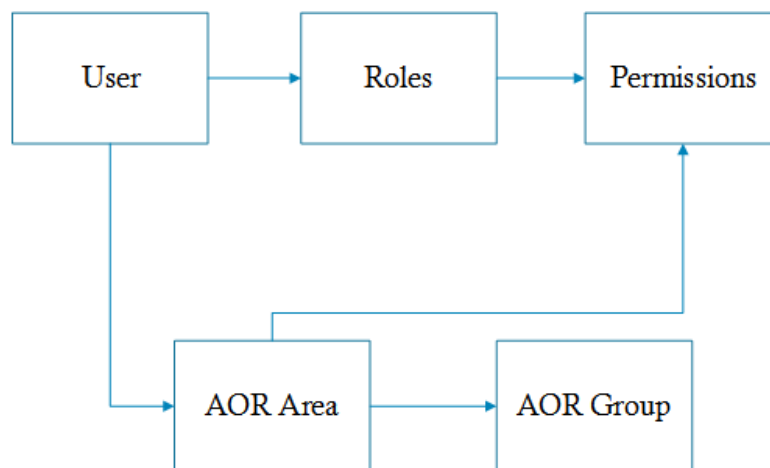 User
Roles
Permissions
AOR Area
AOR Group